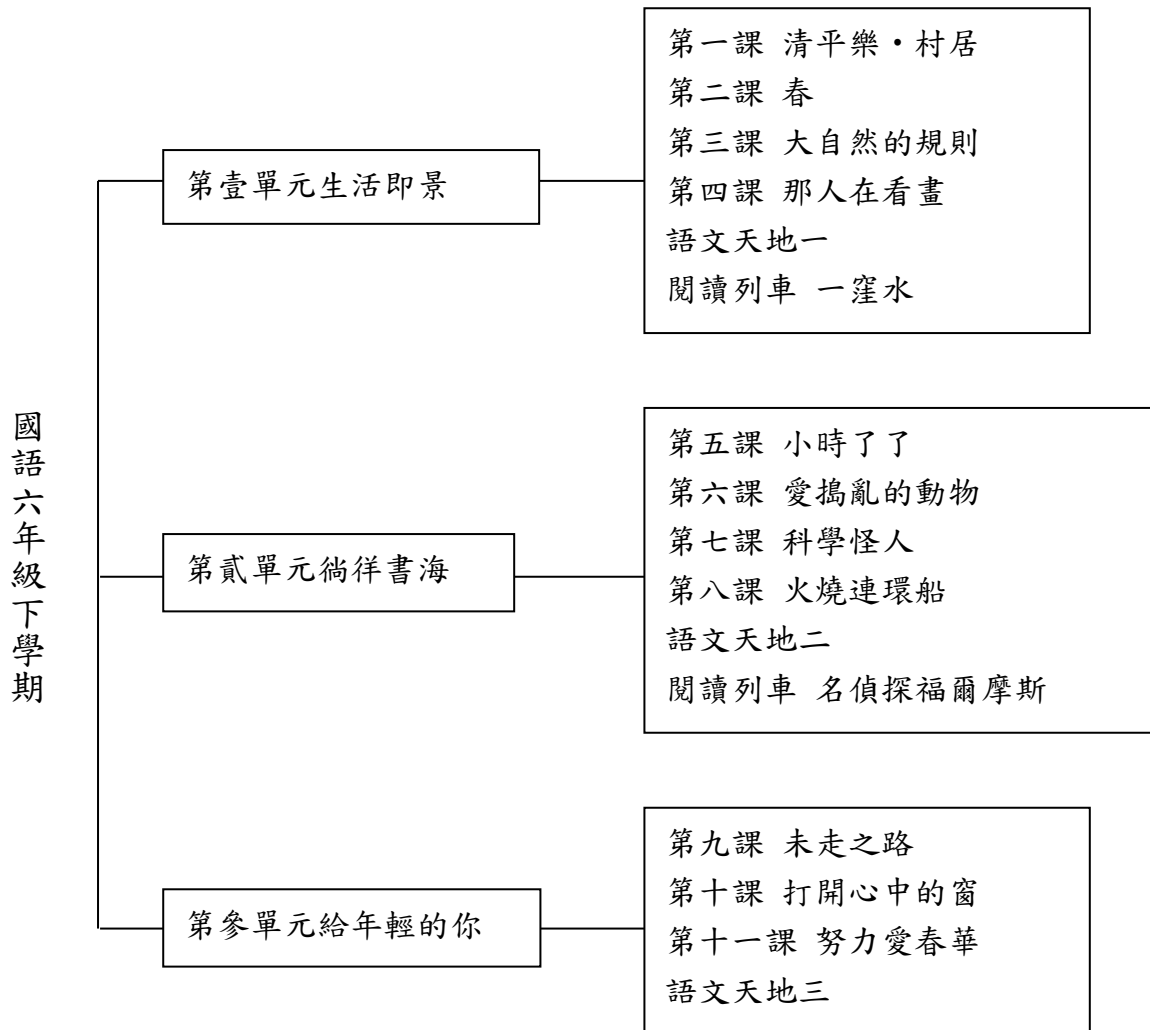 國語六年級下學期
第壹單元生活即景
第一課 清平樂・村居
第二課 春
第三課 大自然的規則
第四課 那人在看畫
語文天地一
閱讀列車 一窪水
第貳單元徜徉書海
第五課 小時了了
第六課 愛搗亂的動物
第七課 科學怪人
第八課 火燒連環船
語文天地二
閱讀列車 名偵探福爾摩斯
第參單元給年輕的你
第九課 未走之路
第十課 打開心中的窗
第十一課 努力愛春華
語文天地三